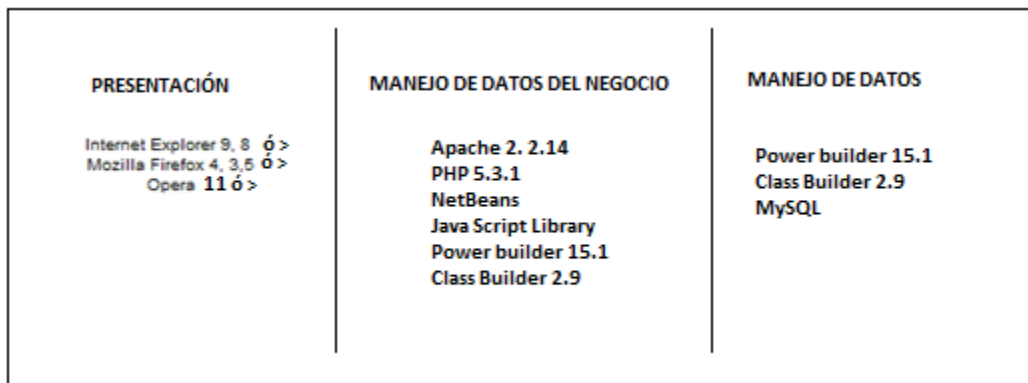 PRESENTACIÓN
Internet Explorer 9, 8 ó >
Mozilla Firefox 4, 3,5 ó >
Opera 11 ó >
MANEJO DE DATOS DEL NEGOCIO
Apache 2. 2.14
PHP 5.3.1
NetBeans
Java Script Library
Power builder 15.1
Class Builder 2.9
MANEJO DE DATOS
Power builder 15.1
Class Builder 2.9
MySQL